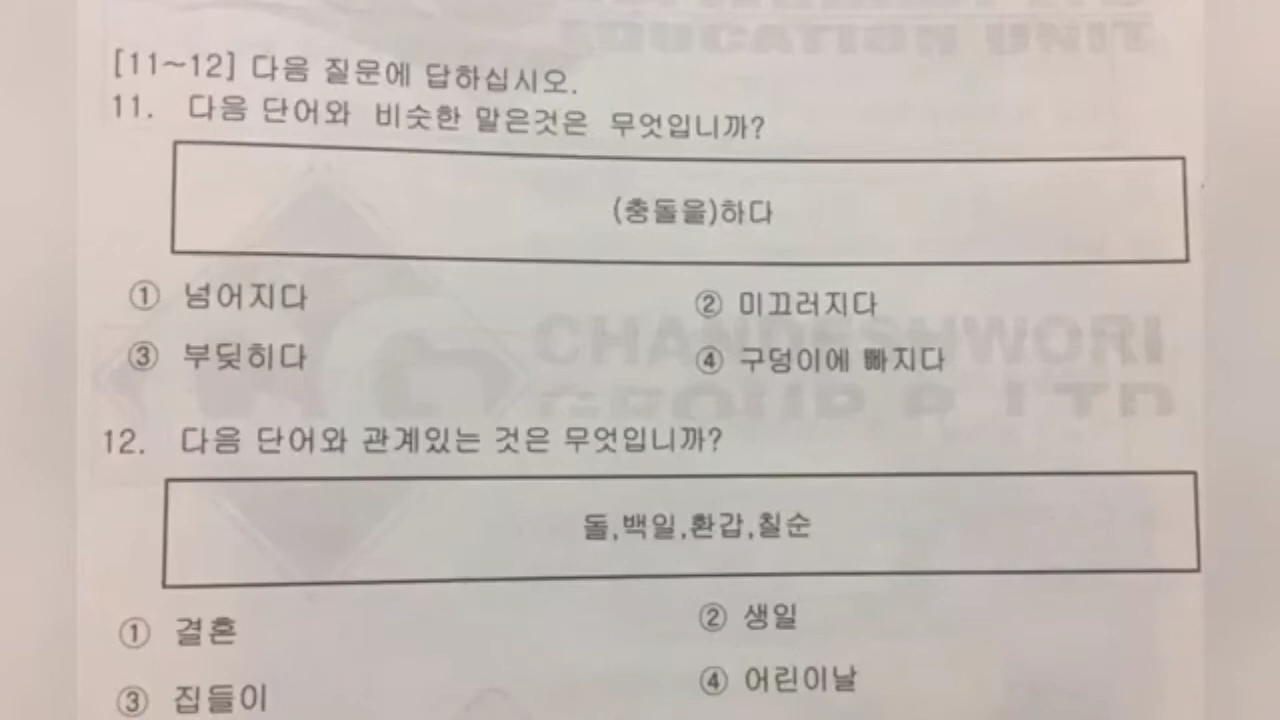 EDUCATION UNIT
[11~12] 다음 질문에 답하십시오.
11. 다음 단어와 비슷한 말은것은 무엇입니까?
(충돌을)하다
① 넘어지다
② 미끄러지다
③ 부딪히다
④ 구덩이에 빠지다
CHANDESHWORI
GROUP P. LTD
12. 다음 단어와 관계있는 것은 무엇입니까?
돌,백일,환갑,칠순
① 결혼
② 생일
③ 집들이
④ 어린이날